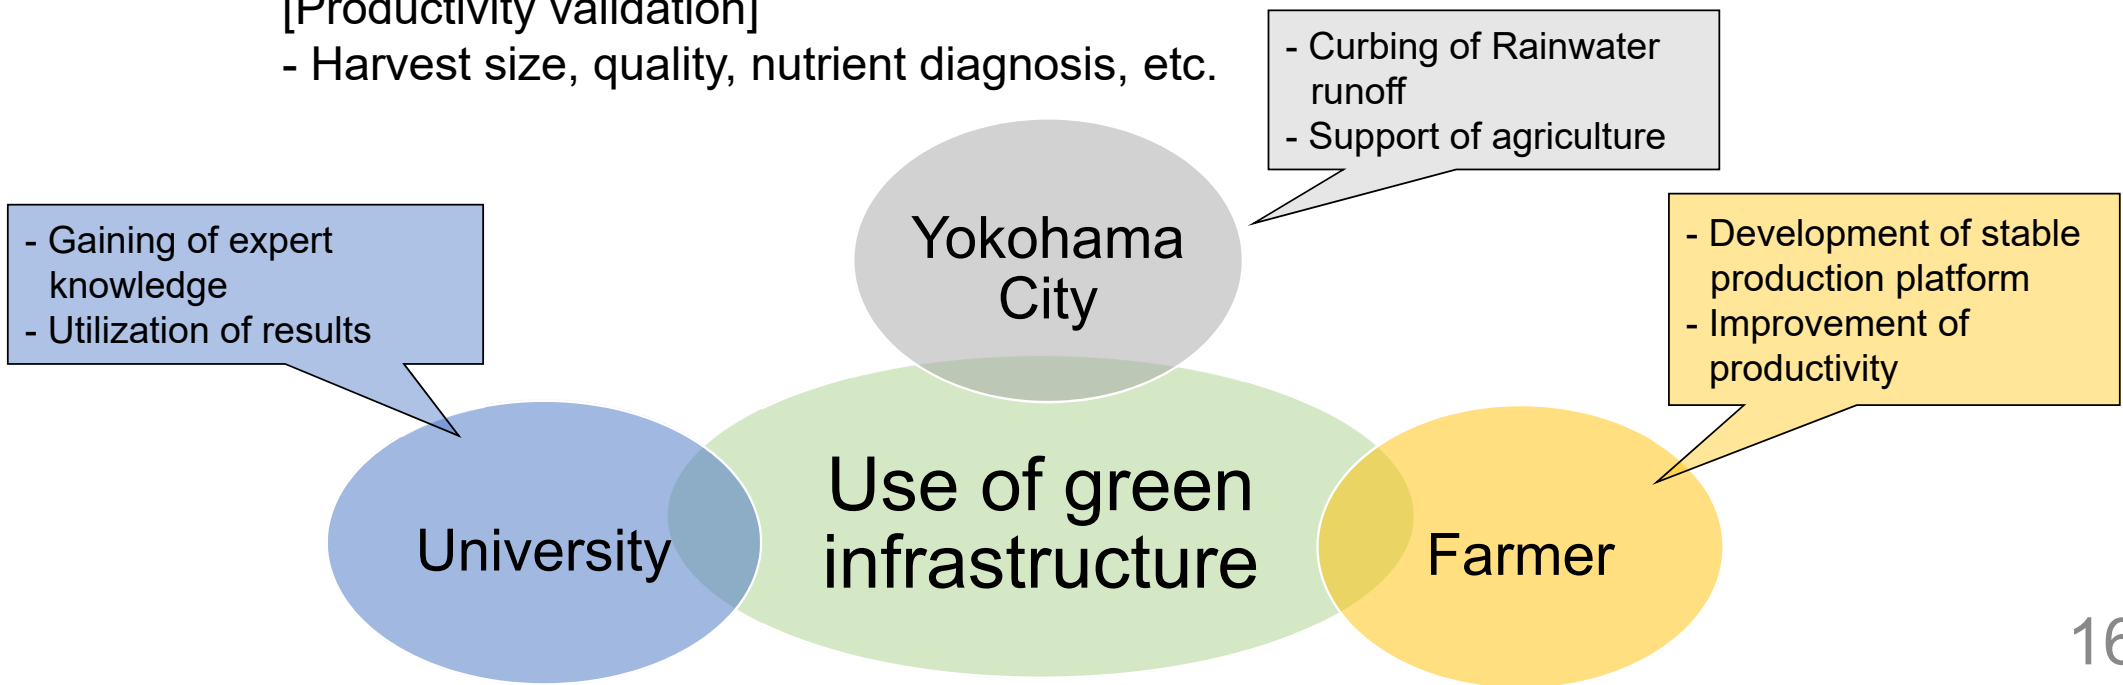 [Productivity validation]
- Harvest size, quality, nutrient diagnosis, etc.
- Curbing of Rainwater
runoff
- Support of agriculture
- Gaining of expert
knowledge
- Utilization of results
Yokohama
City
- Development of stable
production platform
- Improvement of
productivity
University
Use of green
infrastructure
Farmer
16